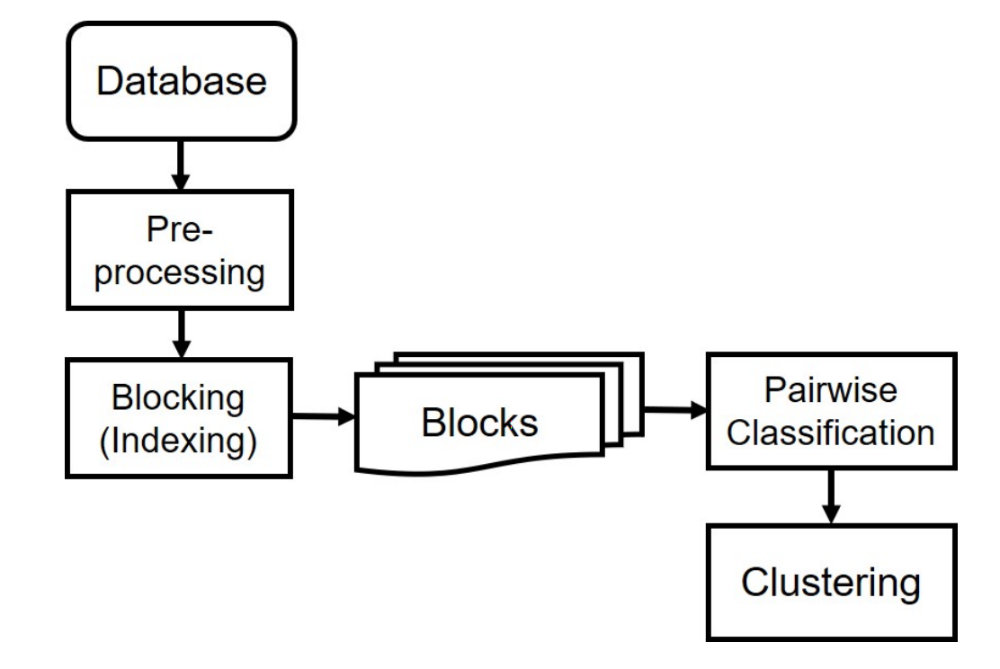 Database
Pre-
processing
Blocking
(Indexing)
Blocks
Pairwise
Classification
Clustering